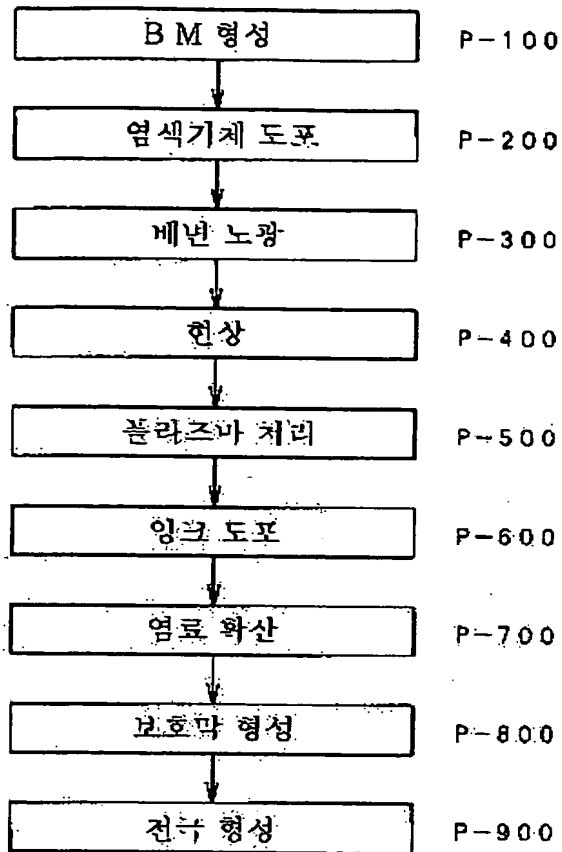 BM 형성 P-100
염색기체 도포 P-200
배면 노광 P-300
현상 P-400
플라즈마 처리 P-500
잉크 도포 P-600
염료 확산 P-700
보호막 형성 P-800
전극 형성 P-900